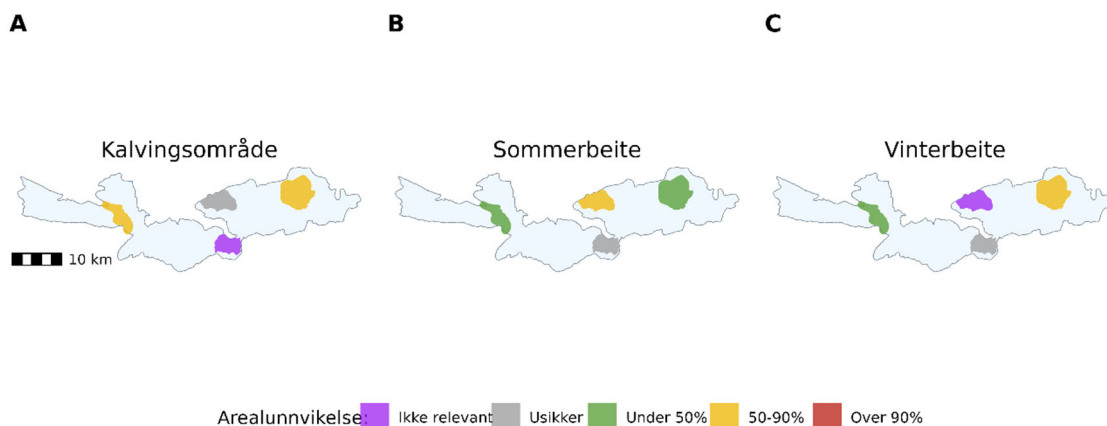 A
B
C
Kalvingsområde
Sommerbeite
Vinterbeite
10 km
Arealunnvikelse: Ikke relevant Usikker Under 50% 50-90% Over 90%